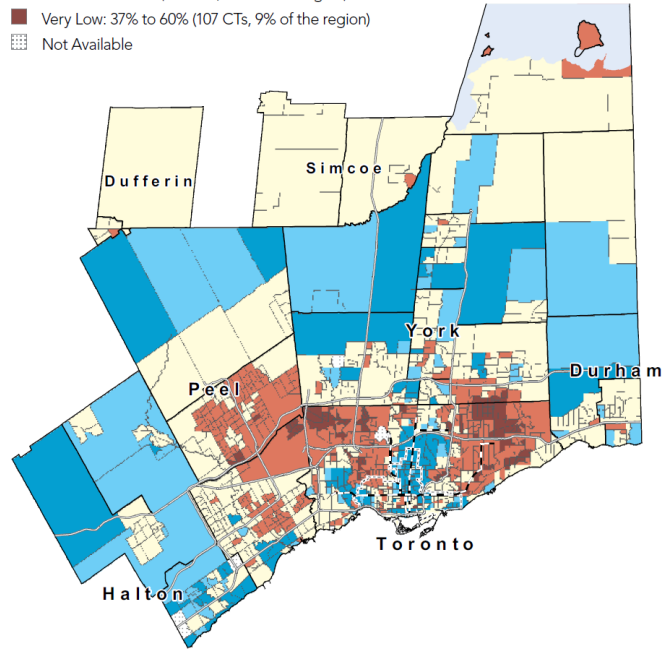 Very Low: 37% to 60% (107 CTs, 9% of the region)
Not Available
Simcoe
Dufferin
York
Durham
Peel
Toronto
Halton